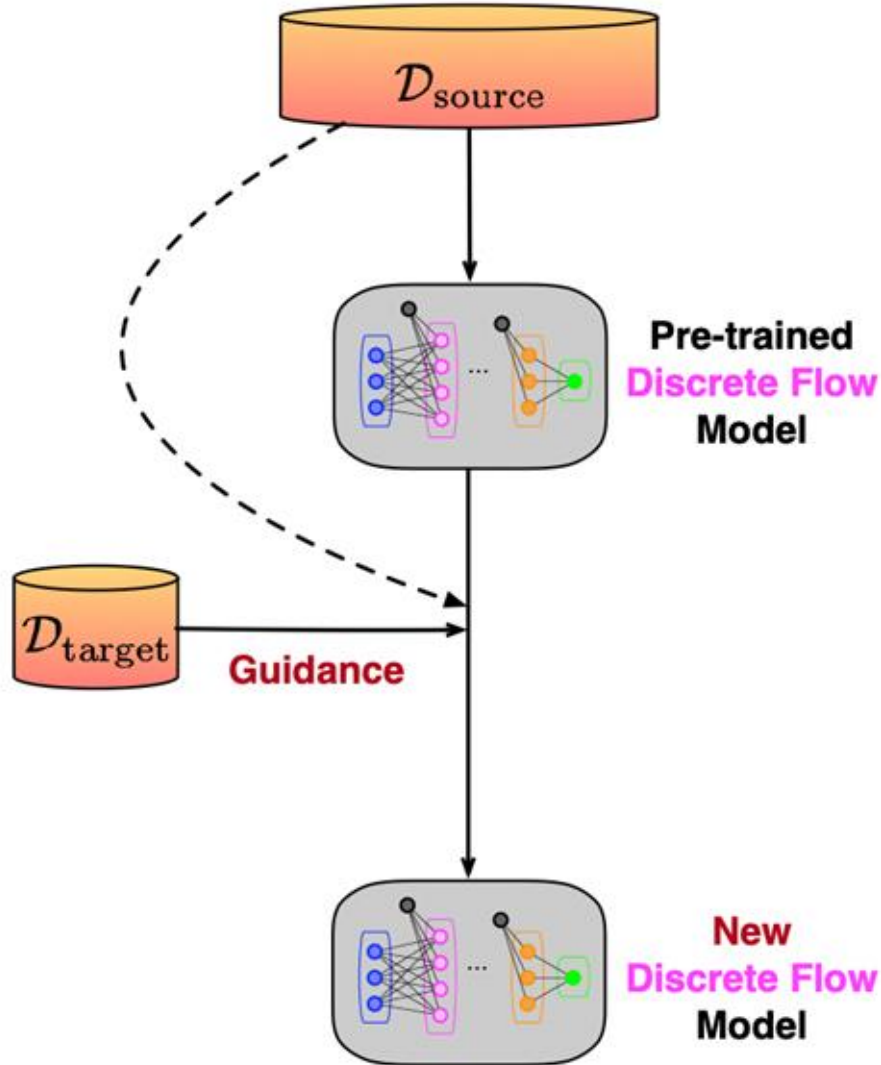 𝒟source
...
Pre-trained
Discrete Flow
Model
𝒟target
Guidance
...
New
Discrete Flow
Model